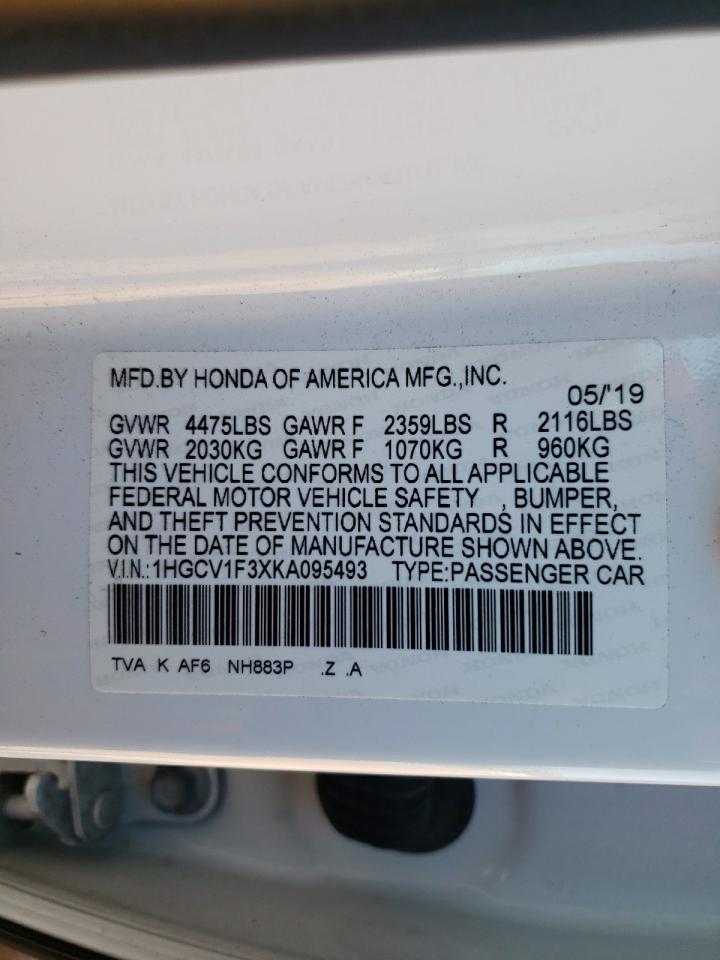 MFD.BY HONDA OF AMERICA MFG.,INC.
05/'19
GVWR 4475LBS GAWR F 2359LBS R 2116LBS
GVWR 2030KG GAWR F 1070KG R 960KG
THIS VEHICLE CONFORMS TO ALL APPLICABLE
FEDERAL MOTOR VEHICLE SAFETY , BUMPER,
AND THEFT PREVENTION STANDARDS IN EFFECT
ON THE DATE OF MANUFACTURE SHOWN ABOVE.
V.I.N.:1HGCV1F3XKA095493 TYPE:PASSENGER CAR
TVA K AF6 NH883P .Z .A